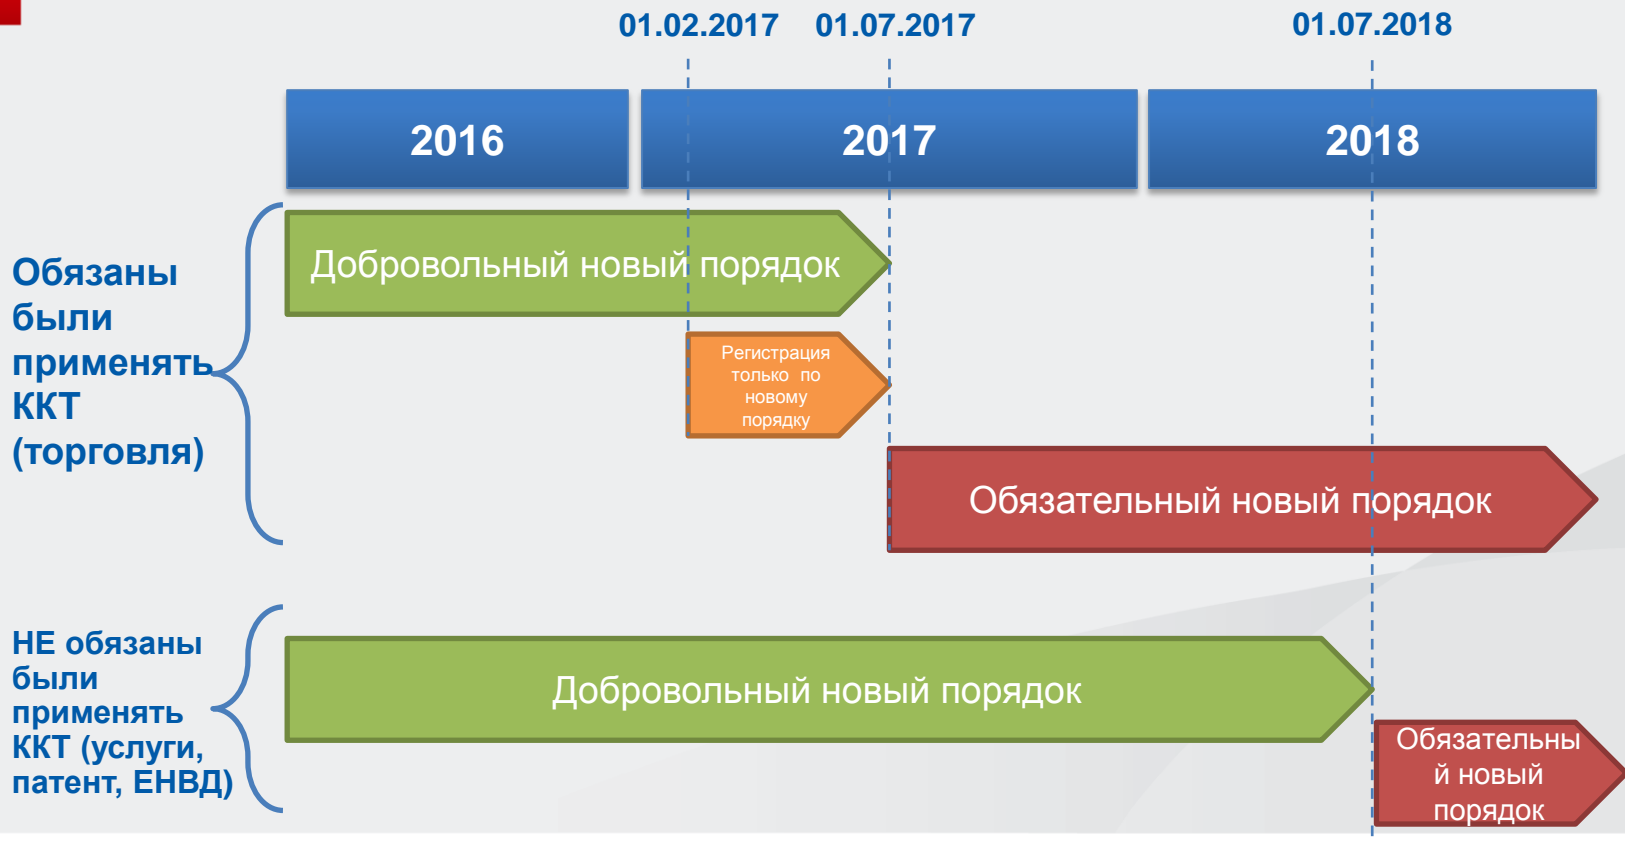 01.02.2017 01.07.2017 01.07.2018
2016 2017 2018
Обязаны
были
применять
ККТ
(торговля)
Добровольный новый порядок
Регистрация
только по
новому
порядку
Обязательный новый порядок
НЕ обязаны
были
применять
ККТ (услуги,
патент, ЕНВД)
Добровольный новый порядок
Обязательны
й новый
порядок